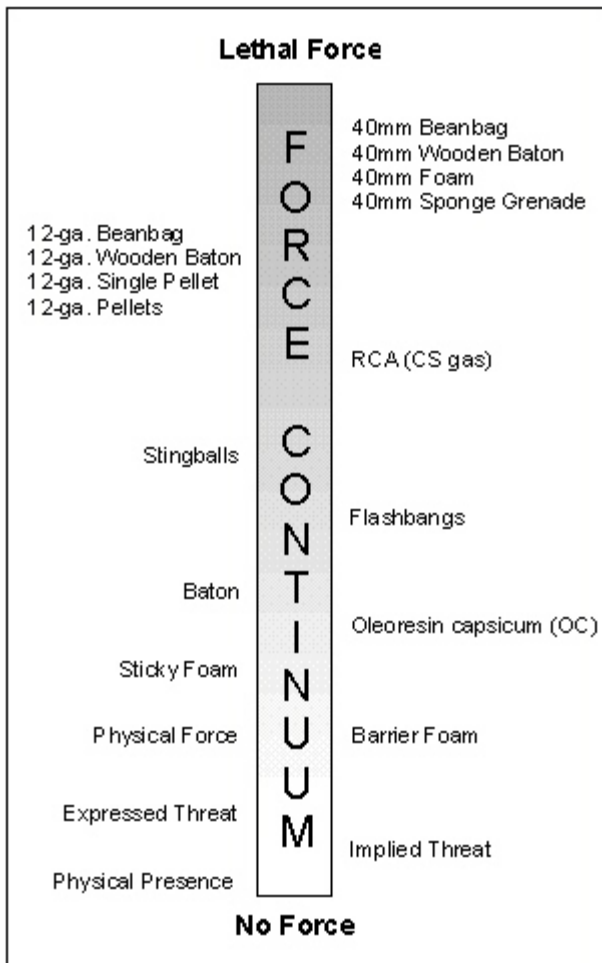 Lethal Force
40mm Beanbag
40mm Wooden Baton
40mm Foam
40mm Sponge Grenade
12-ga. Beanbag
12-ga. Wooden Baton
12-ga. Single Pellet
12-ga. Pellets
RCA (CS gas)
Stingballs
Flashbangs
Baton
Oleoresin capsicum (OC)
Sticky Foam
Physical Force
Barrier Foam
Expressed Threat
Implied Threat
Physical Presence
FORCE CONTINUUM
No Force